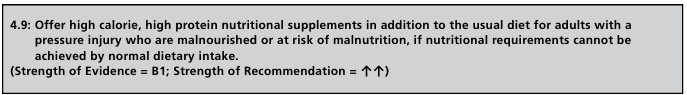 4.9: Offer high calorie, high protein nutritional supplements in addition to the usual diet for adults with a
pressure injury who are malnourished or at risk of malnutrition, if nutritional requirements cannot be
achieved by normal dietary intake.
(Strength of Evidence = B1; Strength of Recommendation = ↑↑)